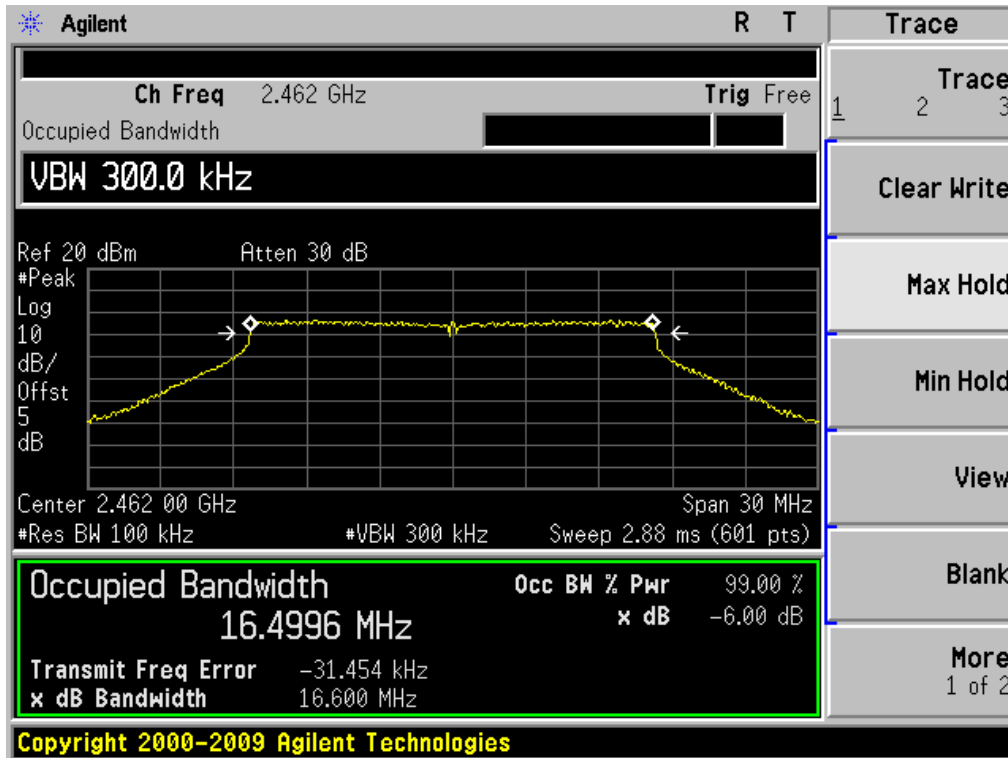 Agilent R T
Ch Freq 2.462 GHz Trig Free
Occupied Bandwidth
VBW 300.0 kHz
Ref 20 dBm Atten 30 dB
#Peak
Log
10
dB/
Offst
5
dB
Center 2.462 00 GHz Span 30 MHz
#Res BW 100 kHz #VBW 300 kHz Sweep 2.88 ms (601 pts)
Occupied Bandwidth Occ BW % Pwr 99.00 %
16.4996 MHz x dB -6.00 dB
Transmit Freq Error -31.454 kHz
x dB Bandwidth 16.600 MHz
Copyright 2000-2009 Agilent Technologies
Trace
Trace
1 2 3
Clear Write
Max Hold
Min Hold
View
Blank
More
1 of 2